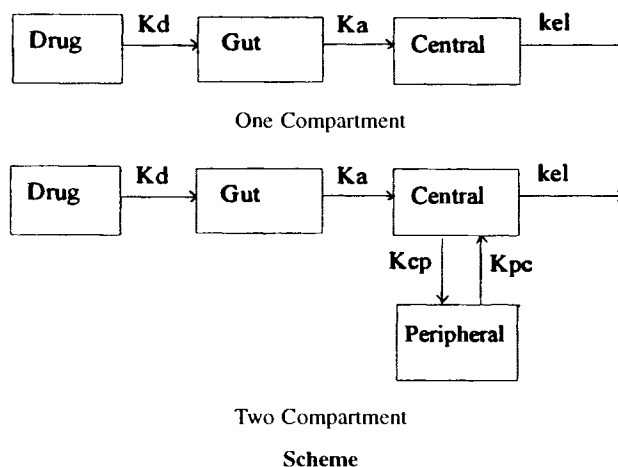 Kd Ka kel
Drug Gut Central
One Compartment
Kd Ka kel
Drug Gut Central
Kcp Kpc
Peripheral
Two Compartment
Scheme